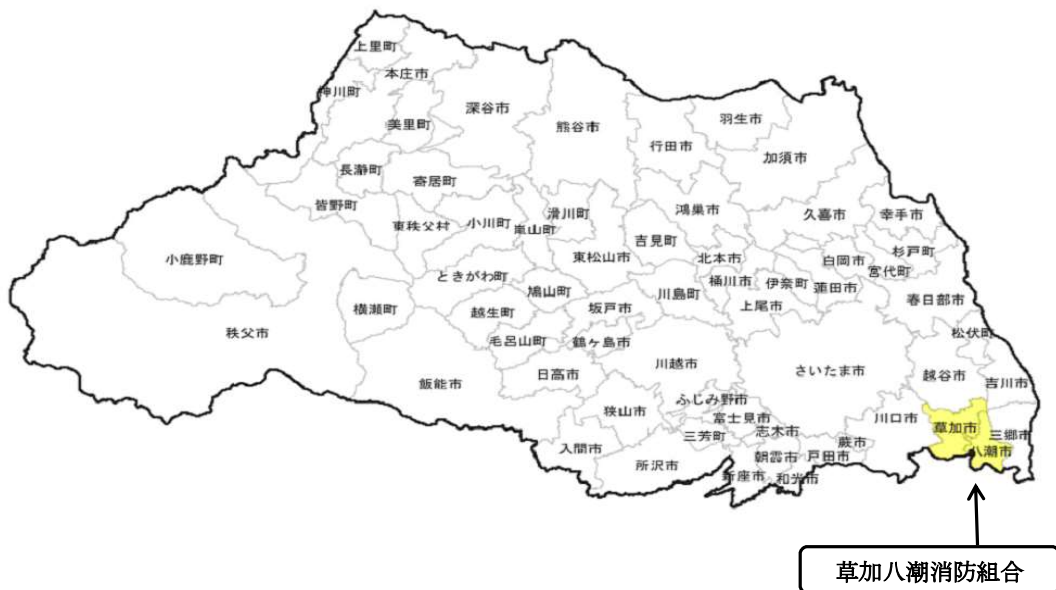 上里町
本庄市
神川町
美里町
深谷市
熊谷市
羽生市
行田市
加須市
長瀞町
寄居町
皆野町
東秩父村
小川町
嵐山町
滑川町
鴻巣市
久喜市
幸手市
吉見町
小鹿野町
東松山市
北本市
白岡市
杉戸町
宮代町
ときがわ町
鳩山町
川島町
桶川市
伊奈町
蓮田市
春日部市
横瀬町
越生町
坂戸市
上尾市
秩父市
毛呂山町
鶴ヶ島市
松伏町
川越市
さいたま市
飯能市
日高市
越谷市
吉川市
ふじみ野市
狭山市
富士見市
川口市
三芳町
志木市
草加市
三郷市
入間市
所沢市
朝霞市
戸田市
蕨市
八潮市
新座市
和光市
草加八潮消防組合